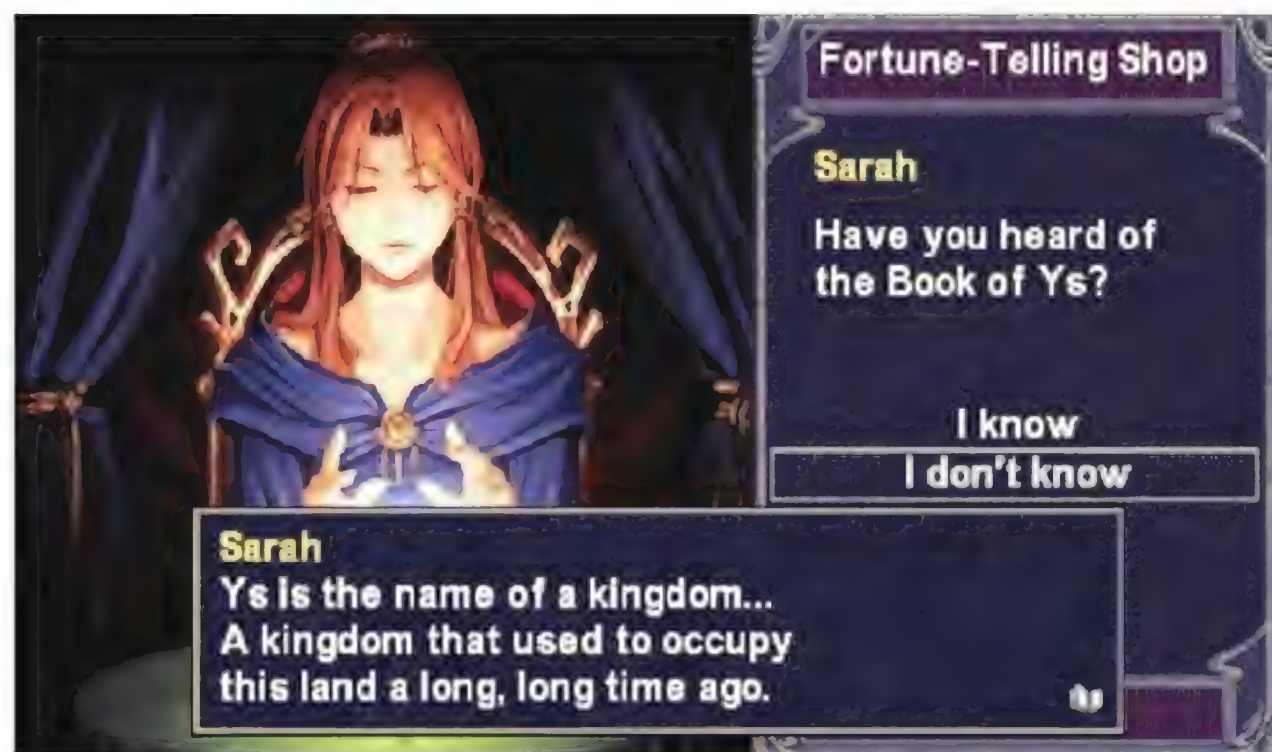 Fortune-Telling Shop
Sarah
Have you heard of
the Book of Ys?
I know
I don't know
Sarah
Ys is the name of a kingdom...
A kingdom that used to occupy
this land a long, long time ago.